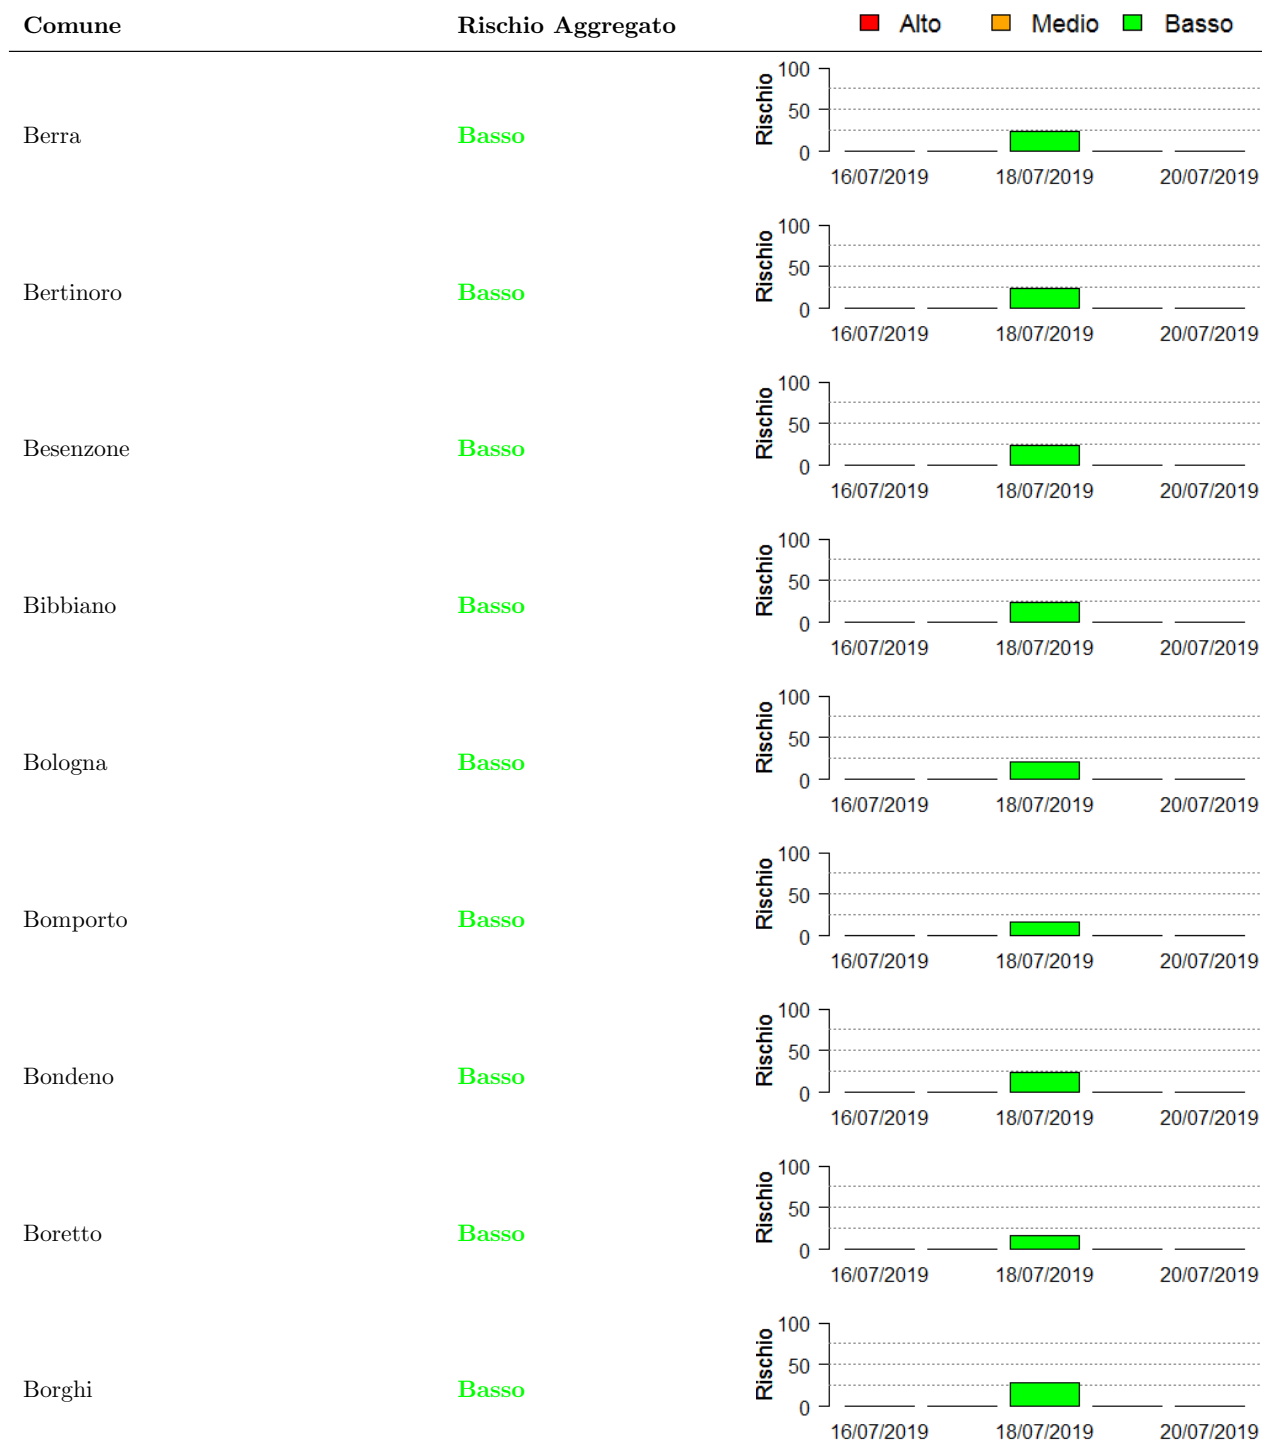 Comune Rischio Aggregato Alto Medio Basso
Berra Basso Rischio 100 50 0
16/07/2019 18/07/2019 20/07/2019
Bertinoro Basso Rischio 100 50 0
16/07/2019 18/07/2019 20/07/2019
Besenzone Basso Rischio 100 50 0
16/07/2019 18/07/2019 20/07/2019
Bibbiano Basso Rischio 100 50 0
16/07/2019 18/07/2019 20/07/2019
Bologna Basso Rischio 100 50 0
16/07/2019 18/07/2019 20/07/2019
Bomporto Basso Rischio 100 50 0
16/07/2019 18/07/2019 20/07/2019
Bondeno Basso Rischio 100 50 0
16/07/2019 18/07/2019 20/07/2019
Boretto Basso Rischio 100 50 0
16/07/2019 18/07/2019 20/07/2019
Borghi Basso Rischio 100 50 0
16/07/2019 18/07/2019 20/07/2019